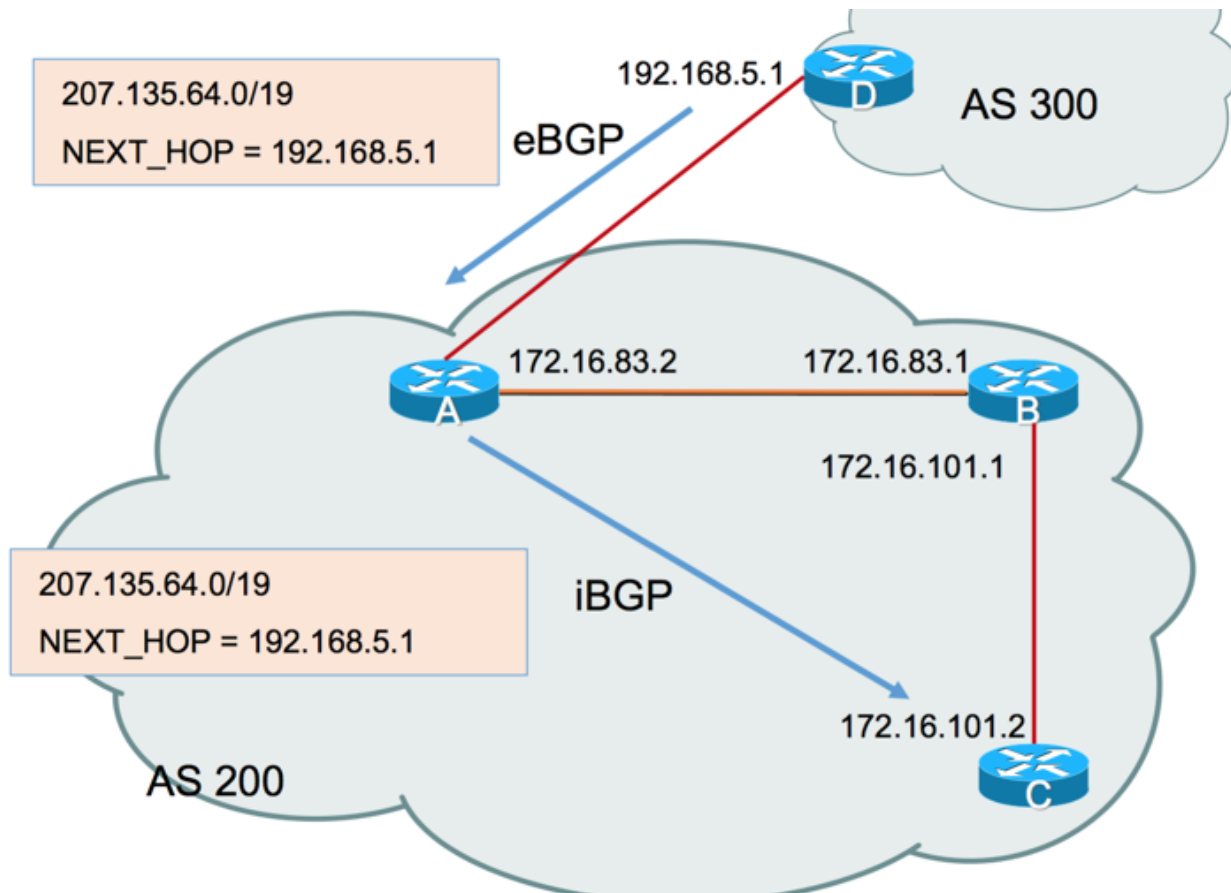 192.168.5.1
D
AS 300
207.135.64.0/19
NEXT_HOP = 192.168.5.1
eBGP
172.16.83.2
172.16.83.1
A
B
172.16.101.1
207.135.64.0/19
NEXT_HOP = 192.168.5.1
iBGP
172.16.101.2
C
AS 200